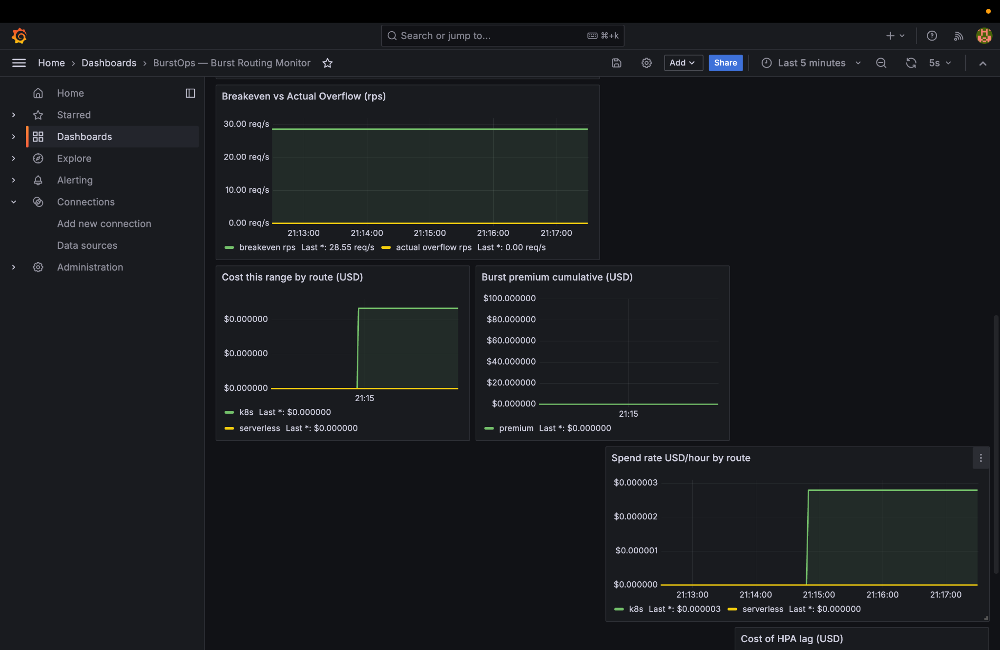 Search or jump to...
⌘+k
Home › Dashboards › BurstOps — Burst Routing Monitor
Add
Share
Last 5 minutes
5s
Home
Starred
Dashboards
Explore
Alerting
Connections
Add new connection
Data sources
Administration
Breakeven vs Actual Overflow (rps)
30.00 req/s
20.00 req/s
10.00 req/s
0.00 req/s
21:13:00 21:14:00 21:15:00 21:16:00 21:17:00
breakeven rps Last *: 28.55 req/s actual overflow rps Last *: 0.00 req/s
Cost this range by route (USD)
$0.000000
$0.000000
$0.000000
21:15
k8s Last *: $0.000000
serverless Last *: $0.000000
Burst premium cumulative (USD)
$100.000000
$80.000000
$60.000000
$40.000000
$20.000000
$0.000000
21:15
premium Last *: $0.000000
Spend rate USD/hour by route
$0.000003
$0.000002
$0.000001
$0.000000
21:13:00 21:14:00 21:15:00 21:16:00 21:17:00
k8s Last *: $0.000003 serverless Last *: $0.000000
Cost of HPA lag (USD)